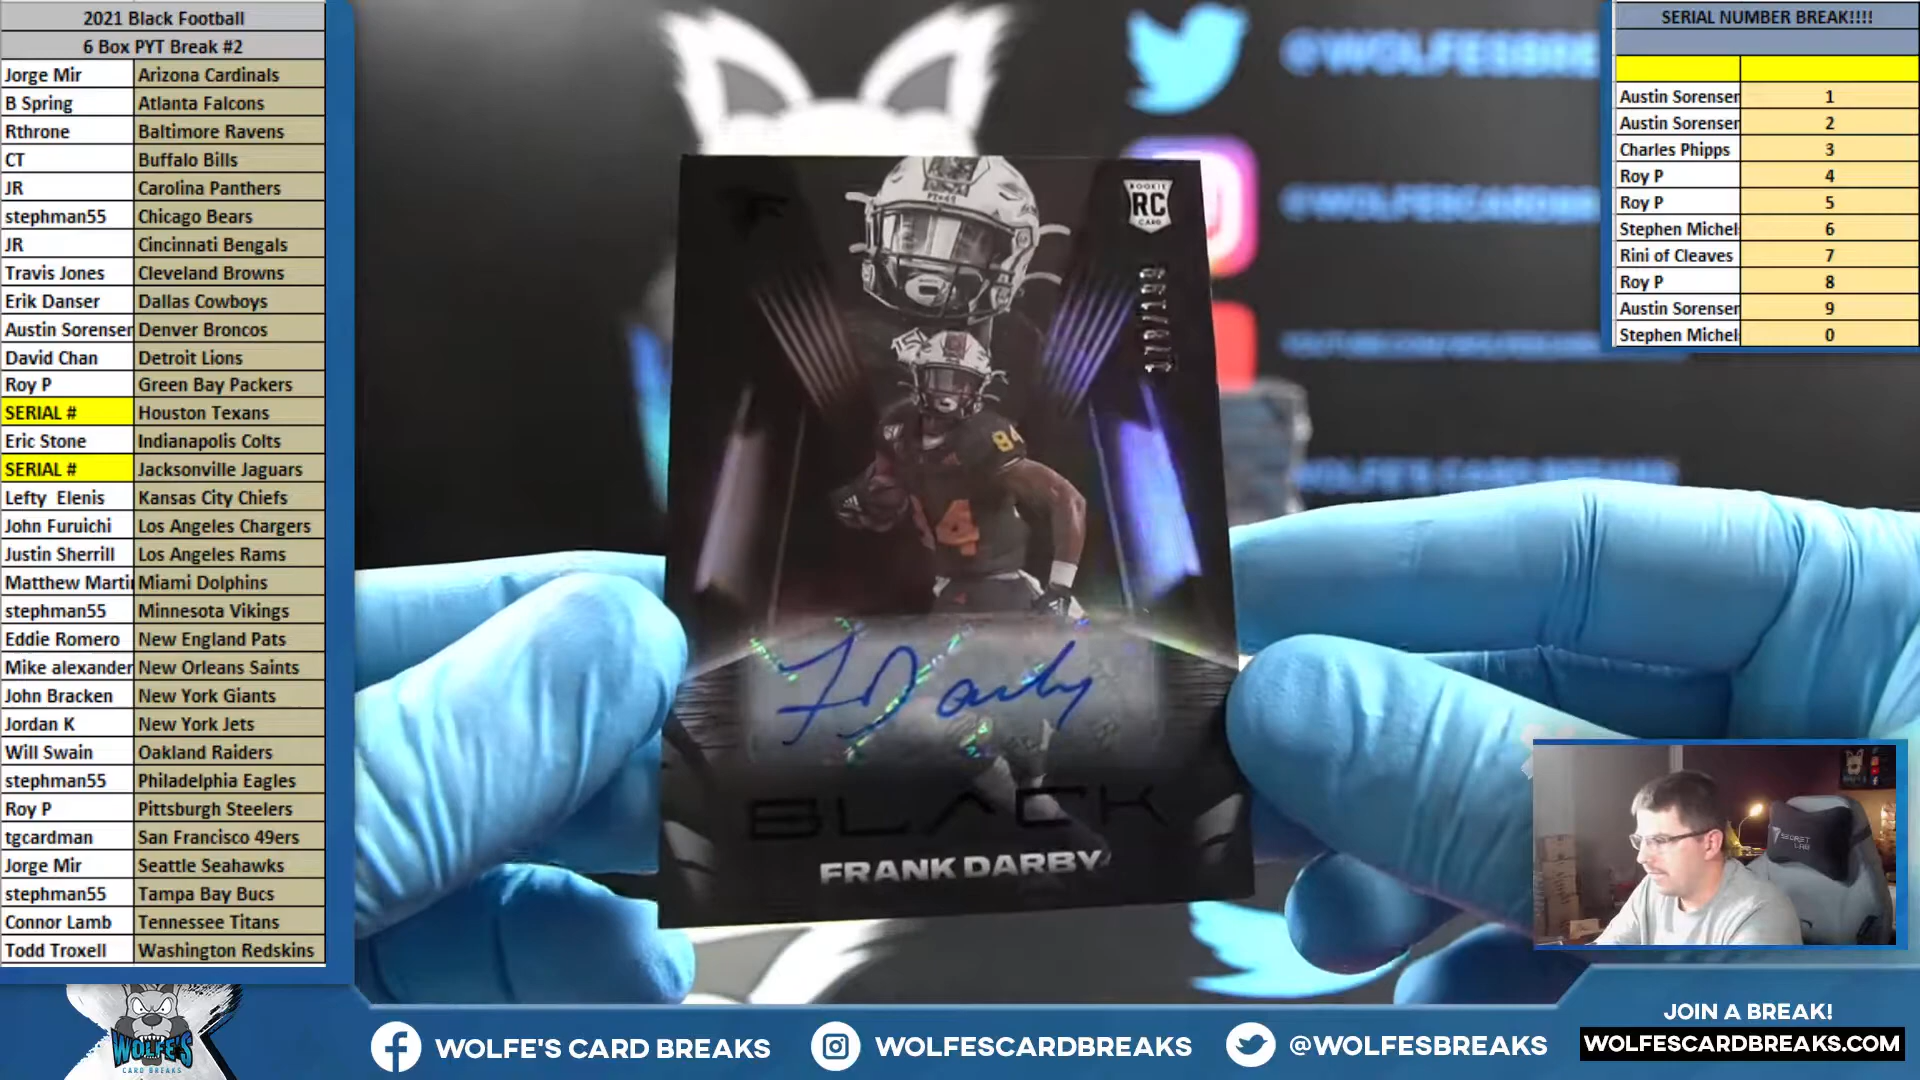 2021 Black Football
6 Box PYT Break #2
Jorge Mir Arizona Cardinals
B Spring Atlanta Falcons
Rthrone Baltimore Ravens
CT Buffalo Bills
JR Carolina Panthers
stephman55 Chicago Bears
JR Cincinnati Bengals
Travis Jones Cleveland Browns
Erik Danser Dallas Cowboys
Austin Sorenser Denver Broncos
David Chan Detroit Lions
Roy P Green Bay Packers
SERIAL # Houston Texans
Eric Stone Indianapolis Colts
SERIAL # Jacksonville Jaguars
Lefty Elenis Kansas City Chiefs
John Furuichi Los Angeles Chargers
Justin Sherrill Los Angeles Rams
Matthew Marti Miami Dolphins
stephman55 Minnesota Vikings
Eddie Romero New England Pats
Mike alexander New Orleans Saints
John Bracken New York Giants
Jordan K New York Jets
Will Swain Oakland Raiders
stephman55 Philadelphia Eagles
Roy P Pittsburgh Steelers
tgcardman San Francisco 49ers
Jorge Mir Seattle Seahawks
stephman55 Tampa Bay Bucs
Connor Lamb Tennessee Titans
Todd Troxell Washington Redskins
@WOLFESBRE
@WOLFESCARDBR
WOLFE'S CARD BREAKS
ROOKIE
RC
CARD
178/199
84
F Darby
BLACK
FRANK DARBY
SERIAL NUMBER BREAK!!!!
Austin Sorenser 1
Austin Sorenser 2
Charles Phipps 3
Roy P 4
Roy P 5
Stephen Michel 6
Rini of Cleaves 7
Roy P 8
Austin Sorenser 9
Stephen Michel 0
SECRET
LAB
WOLFE'S
CARD BREAKS
WOLFE'S CARD BREAKS
WOLFESCARDBREAKS
@WOLFESBREAKS
JOIN A BREAK!
WOLFESCARDBREAKS.COM